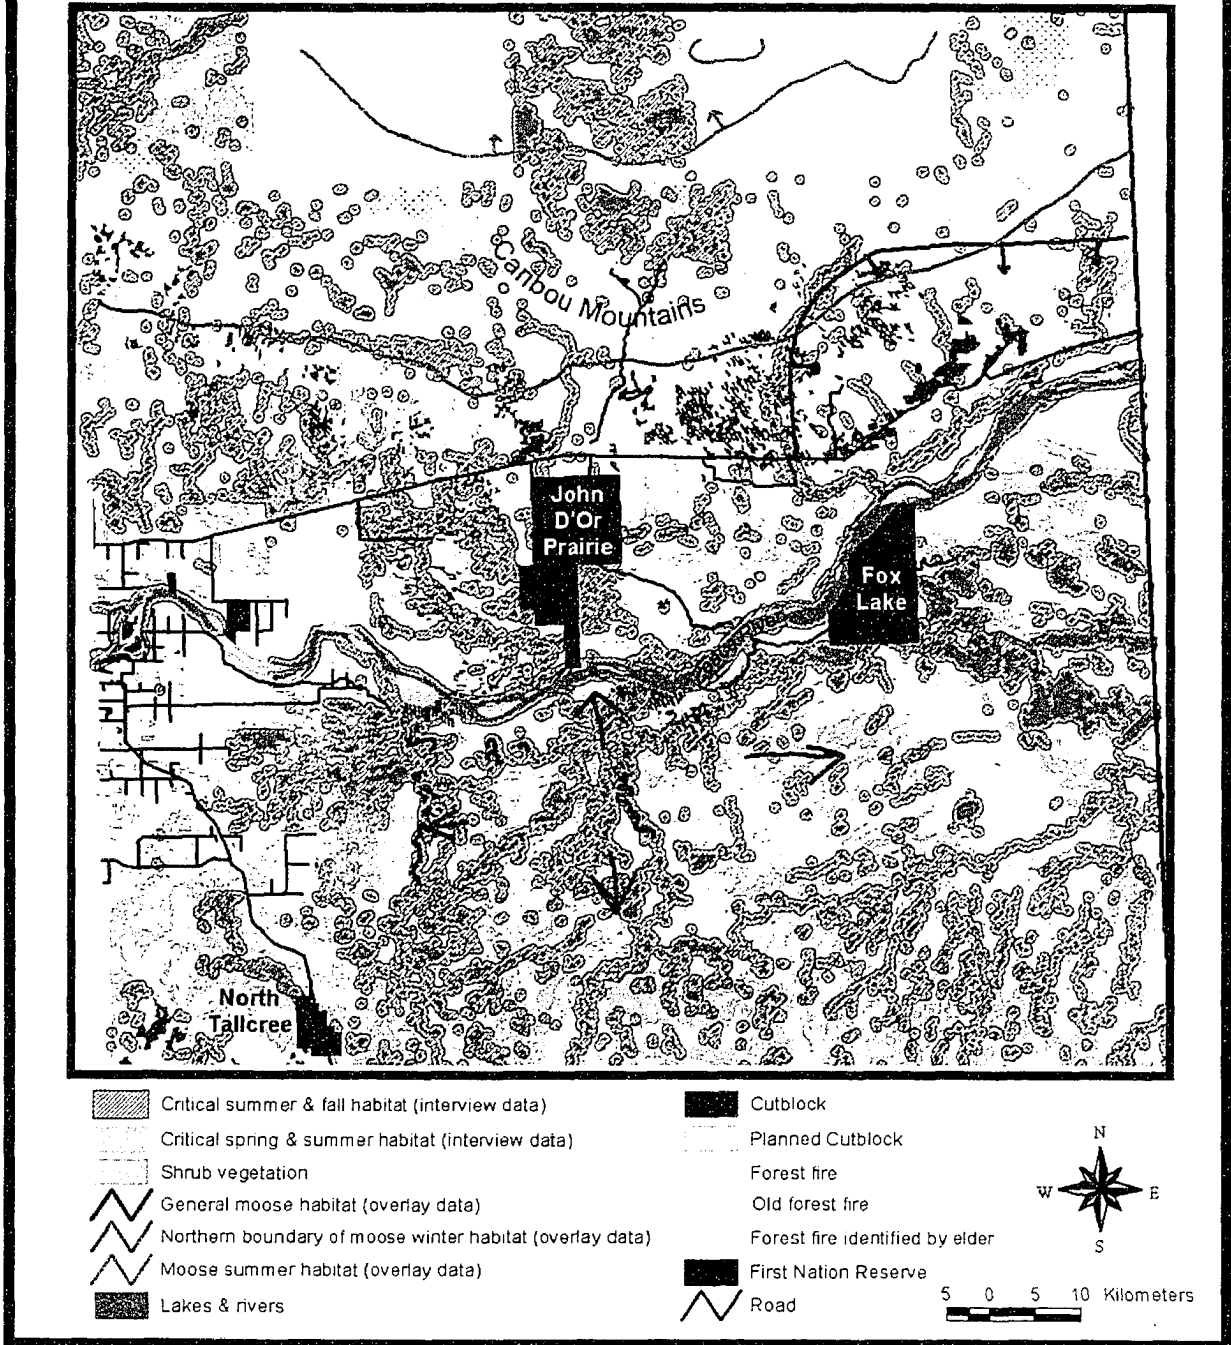 Caribou Mountains
John
D'Or
Prairie
Fox
Lake
North
Tallcree
Critical summer & fall habitat (interview data)
Critical spring & summer habitat (interview data)
Shrub vegetation
General moose habitat (overlay data)
Northern boundary of moose winter habitat (overlay data)
Moose summer habitat (overlay data)
Lakes & rivers
Cutblock
Planned Cutblock
Forest fire
Old forest fire
Forest fire identified by elder
First Nation Reserve
Road
N
W E
S
5 0 5 10 Kilometers